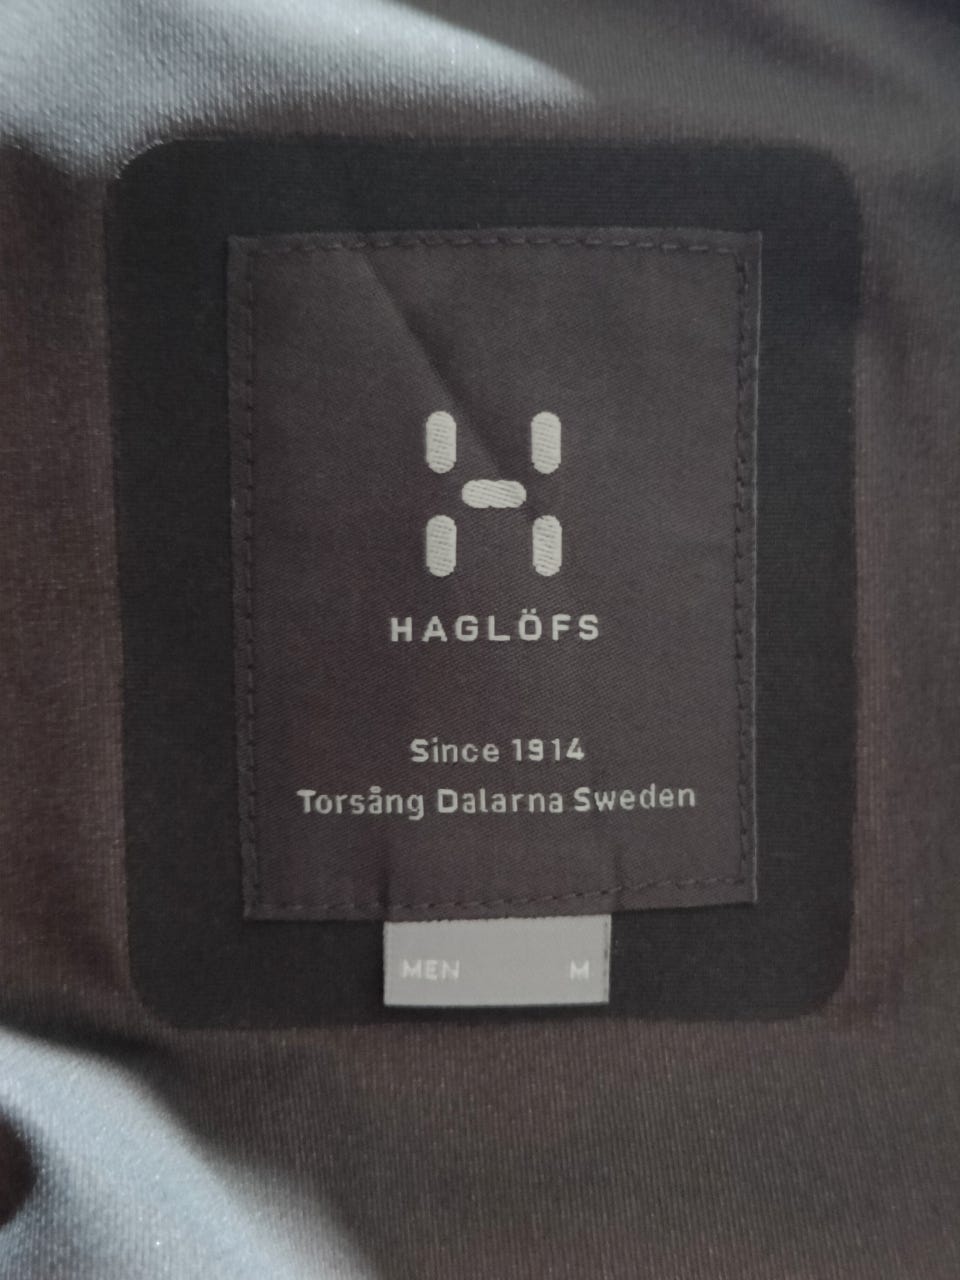 HAGLÖFS
Since 1914
Torsång Dalarna Sweden
MEN M